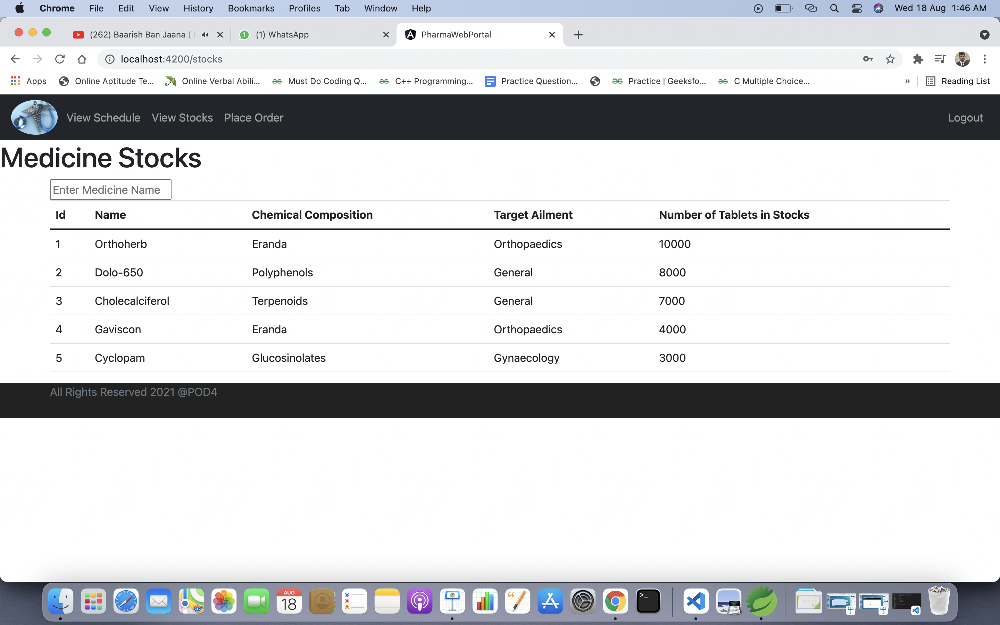 Chrome File Edit View History Bookmarks Profiles Tab Window Help Wed 18 Aug 1:46 AM
(262) Baarish Ban Jaana ( 1 (1) WhatsApp PharmaWebPortal
localhost:4200/stocks
Apps Online Aptitude Te... Online Verbal Abili... Must Do Coding Q... C++ Programming... Practice Question... Practice | Geeksfo... C Multiple Choice... » Reading List
View Schedule View Stocks Place Order Logout
Medicine Stocks
Enter Medicine Name
Id Name Chemical Composition Target Ailment Number of Tablets in Stocks
1 Orthoherb Eranda Orthopaedics 10000
2 Dolo-650 Polyphenols General 8000
3 Cholecalciferol Terpenoids General 7000
4 Gaviscon Eranda Orthopaedics 4000
5 Cyclopam Glucosinolates Gynaecology 3000
All Rights Reserved 2021 @POD4
AUG
18
280